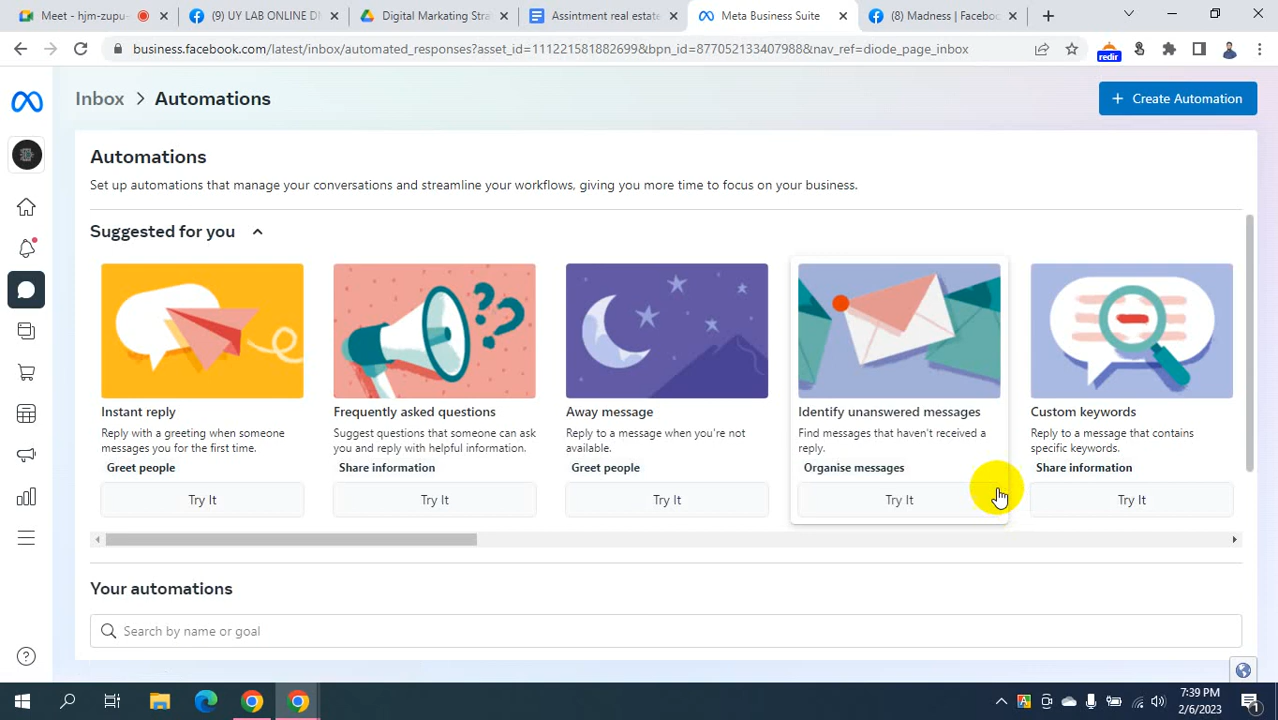 Meet - hjm-zupu-
(9) UY LAB ONLINE DI
Digital Marketing Stra
Assintment real estate
Meta Business Suite
(8) Madness | Faceboo
business.facebook.com/latest/inbox/automated_responses?asset_id=111221581882699&bpn_id=877052133407988&nav_ref=diode_page_inbox
redir
Inbox > Automations
+ Create Automation
Automations
Set up automations that manage your conversations and streamline your workflows, giving you more time to focus on your business.
Suggested for you
Instant reply
Reply with a greeting when someone
messages you for the first time.
Greet people
Try It
Frequently asked questions
Suggest questions that someone can ask
you and reply with helpful information.
Share information
Try It
Away message
Reply to a message when you're not
available.
Greet people
Try It
Identify unanswered messages
Find messages that haven't received a
reply.
Organise messages
Try It
Custom keywords
Reply to a message that contains
specific keywords.
Share information
Try It
Your automations
Search by name or goal
7:39 PM
2/6/2023
1